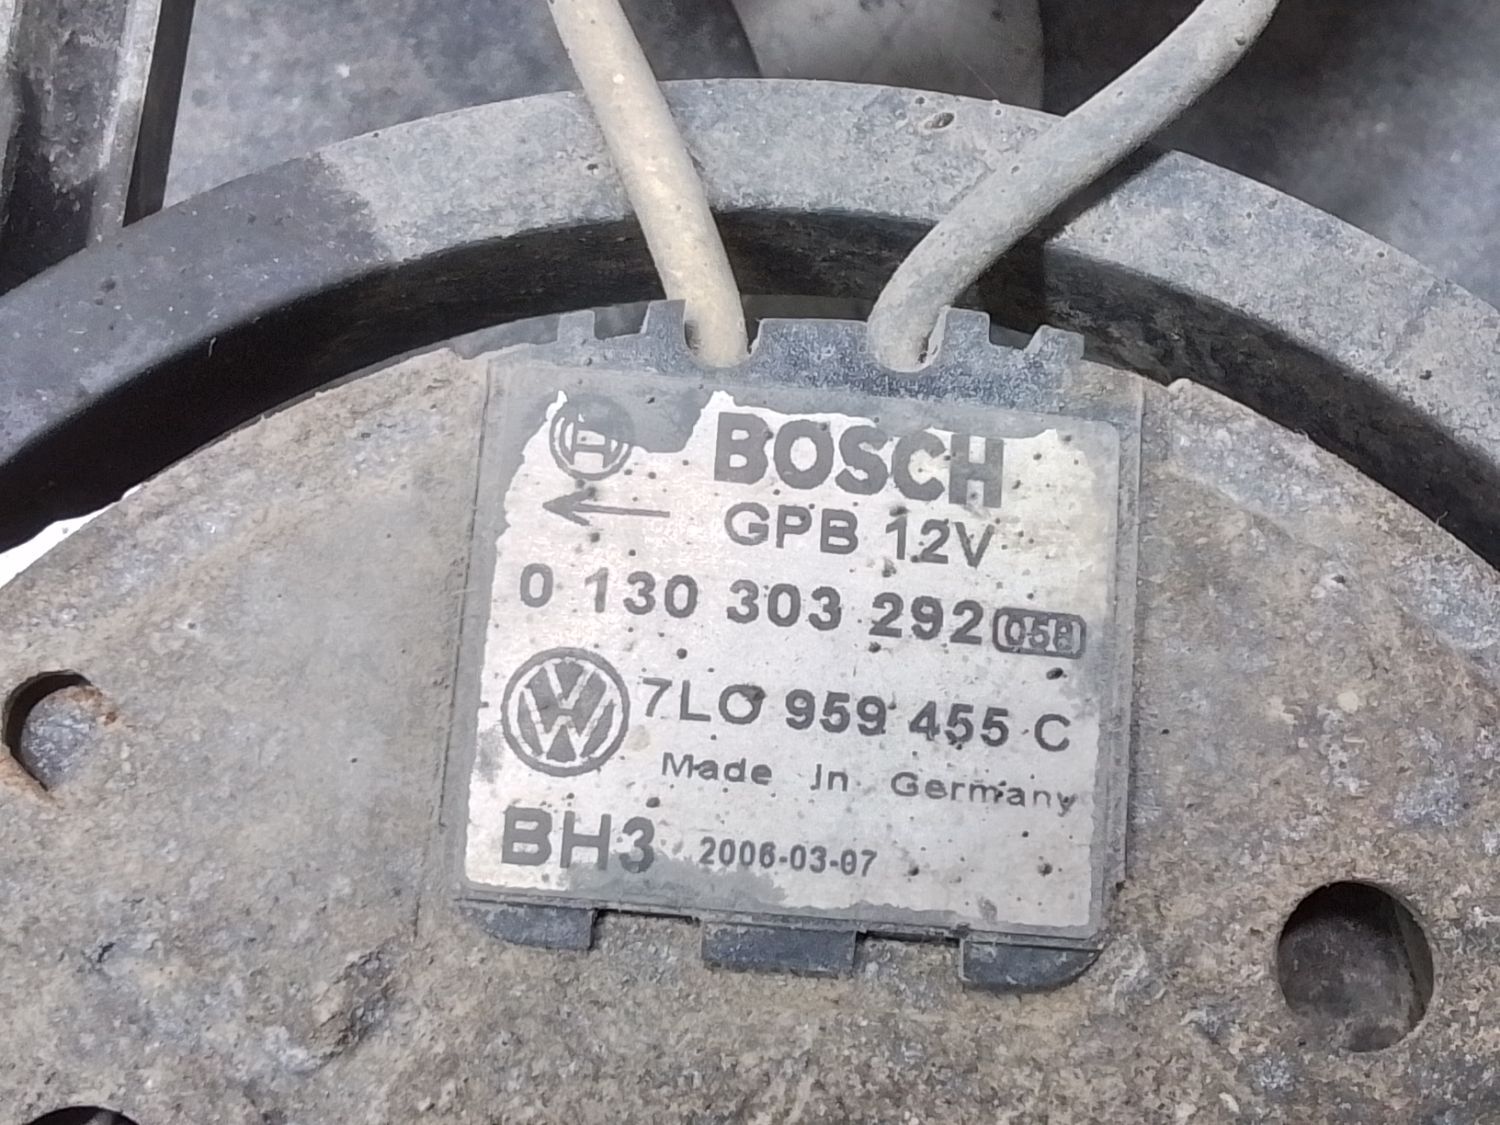 BOSCH
GPB 12V
0 130 303 292 058
7L0 959 455 C
Made in Germany
BH3 2006-03-07